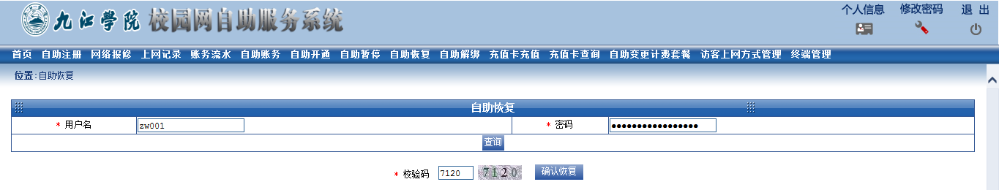 九江学院 校园网自助服务系统
个人信息 修改密码 退 出
首页 自助注册 网络报修 上网记录 账务流水 自助账务 自助开通 自助暂停 自助恢复 自助解绑 充值卡充值 充值卡查询 自助变更计费套餐 访客上网方式管理 终端管理
位置:自助恢复
自助恢复
* 用户名 zw001 * 密码 ●●●●●●●●●●●●●●●●●
查询
* 校验码 7120 7120 确认恢复